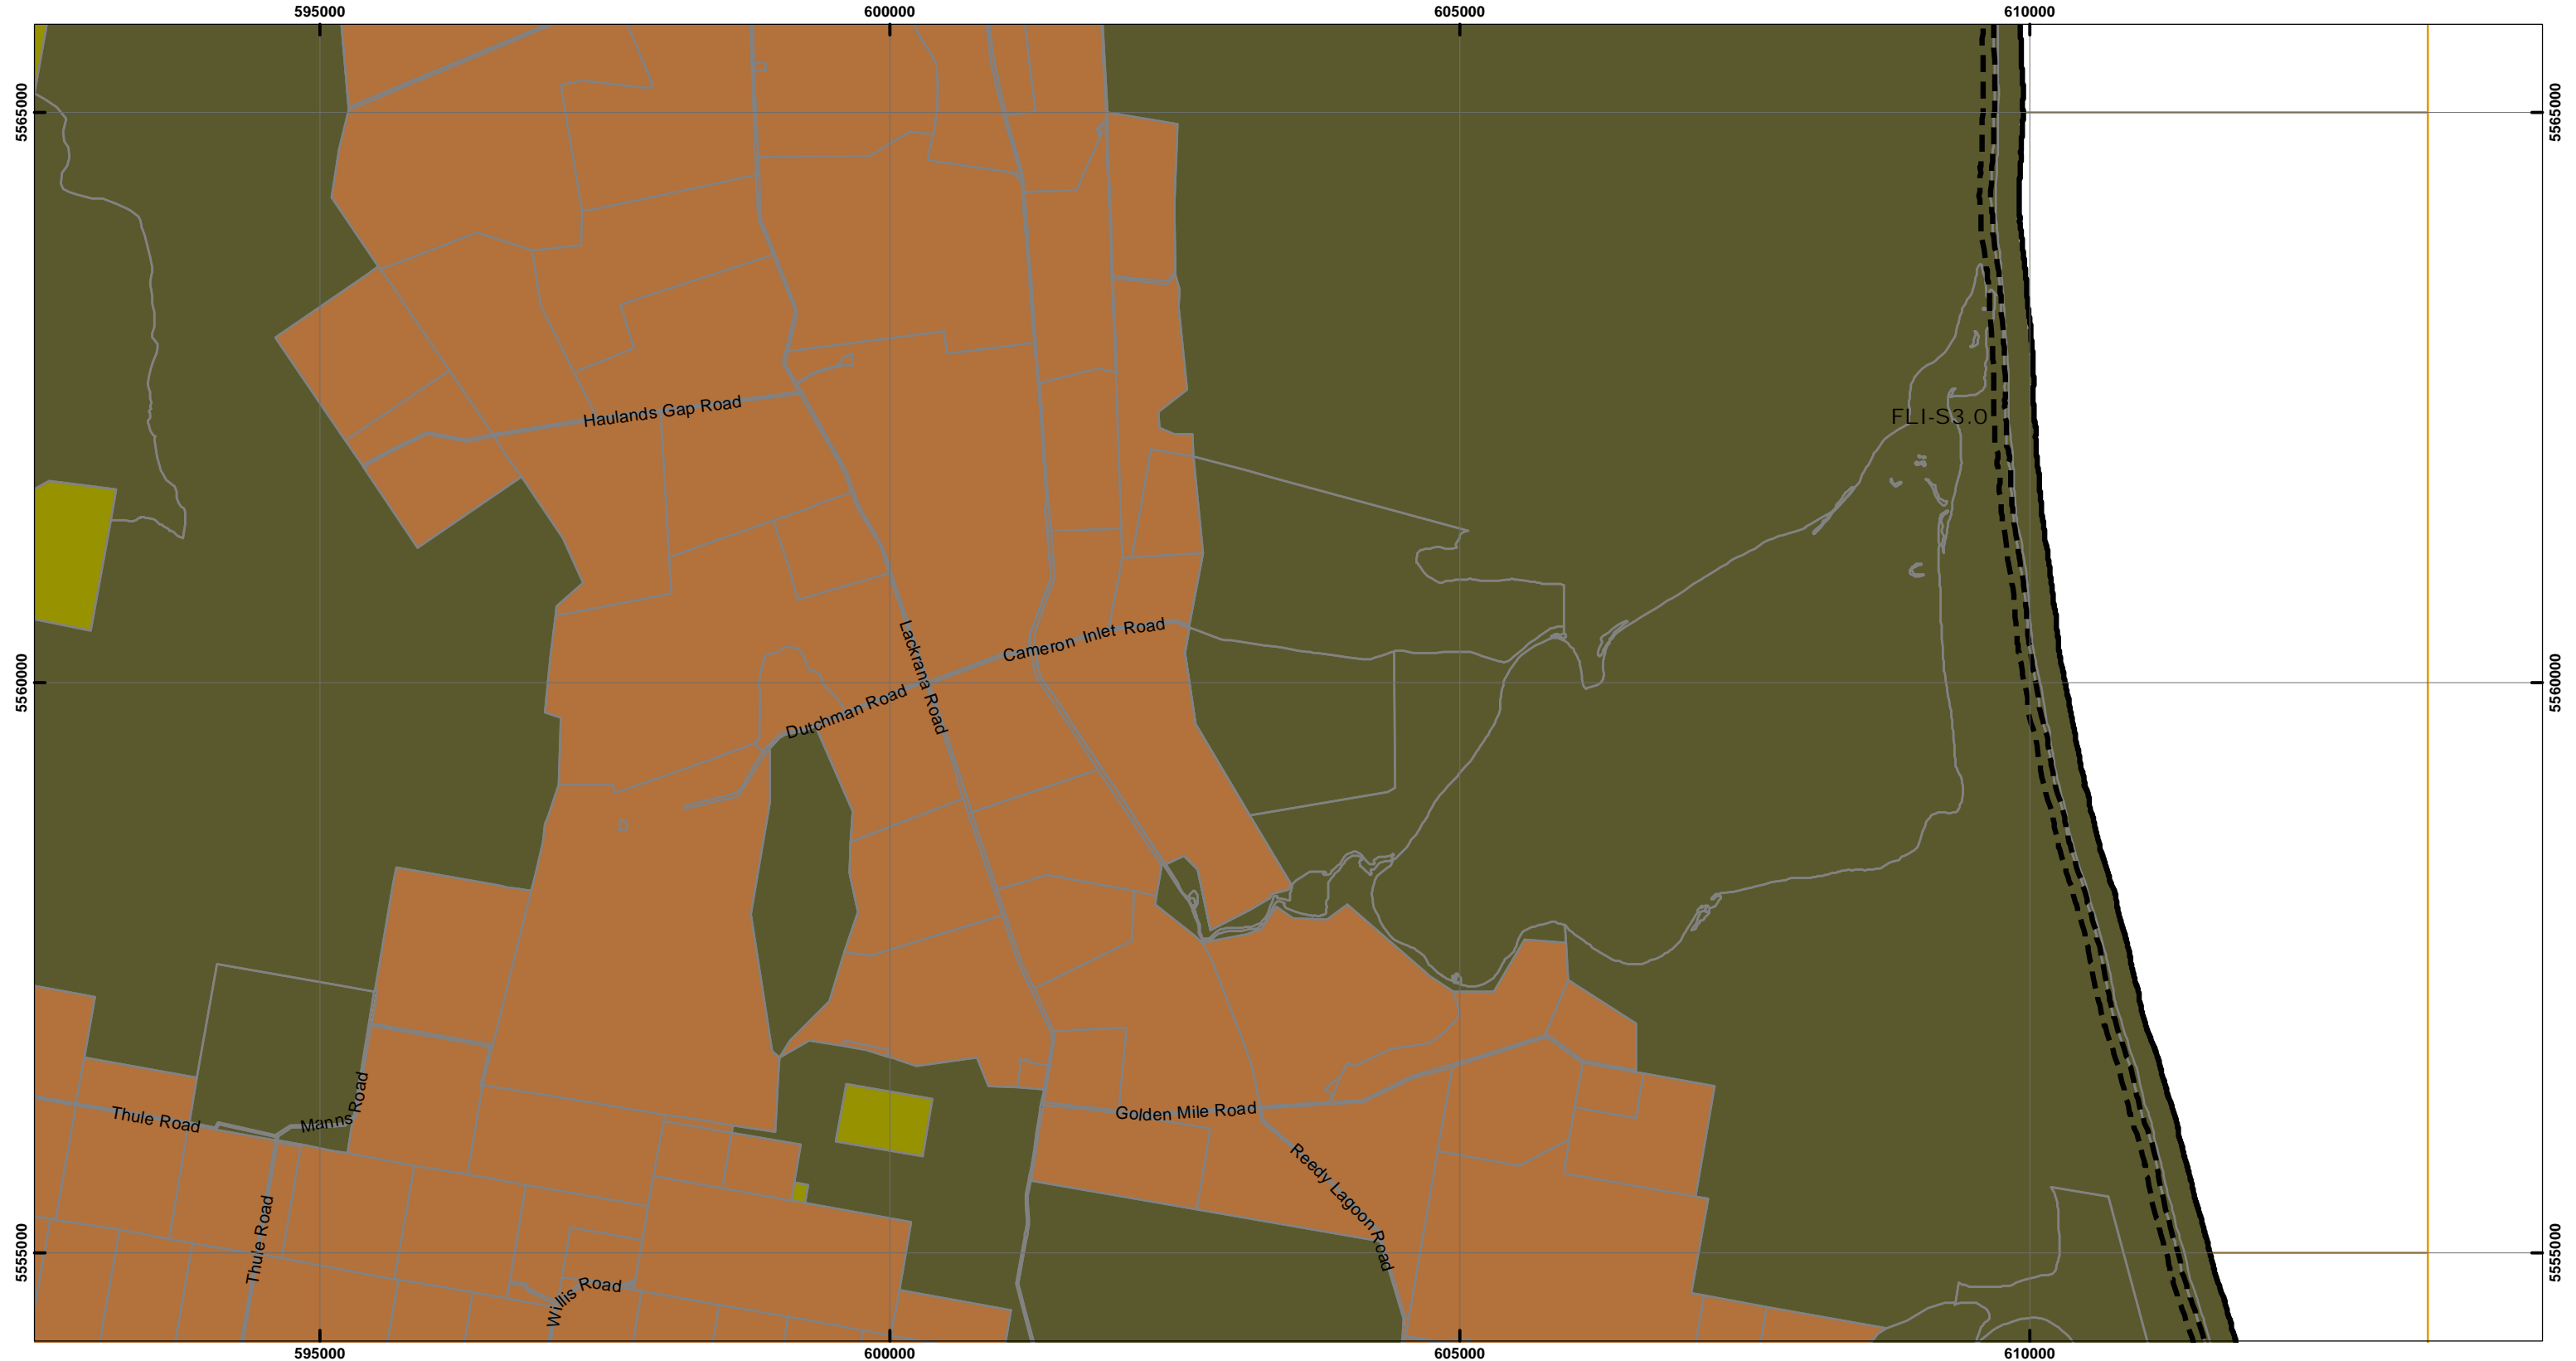 595000 600000 605000 610000
5565000 5565000
Haulands Gap Road
FLI-S3.0
Lackrana Road
Cameron Inlet Road
5560000 5560000
Dutchman Road
Thule Road
Manns Road
Golden Mile Road
Reedy Lagoon Road
Thule Road
5555000 5555000
Willis Road
595000 600000 605000 610000